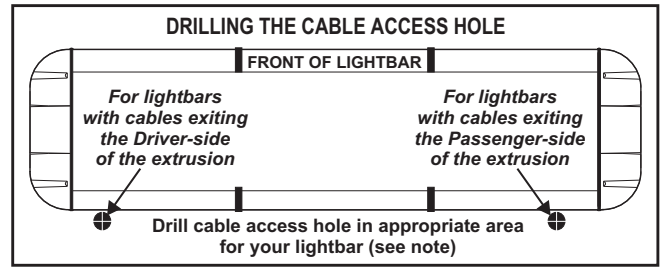 DRILLING THE CABLE ACCESS HOLE
FRONT OF LIGHTBAR
For lightbars
with cables exiting
the Driver-side
of the extrusion
For lightbars
with cables exiting
the Passenger-side
of the extrusion
Drill cable access hole in appropriate area
for your lightbar (see note)